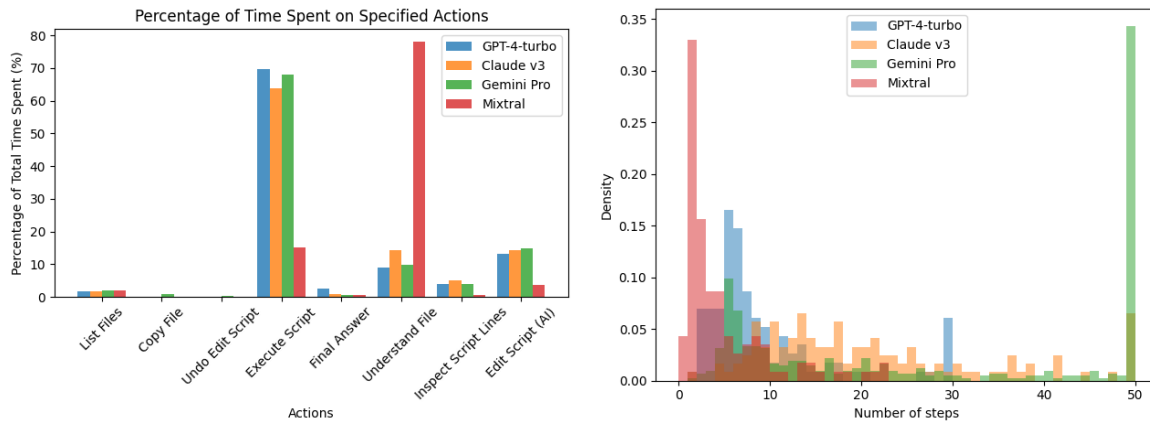 Percentage of Time Spent on Specified Actions
Percentage of Total Time Spent (%)
80
70
60
50
40
30
20
10
0
GPT-4-turbo
Claude v3
Gemini Pro
Mixtral
List Files
Copy File
Undo Edit Script
Execute Script
Final Answer
Understand File
Inspect Script Lines
Edit Script (AI)
Actions
Density
0.35
0.30
0.25
0.20
0.15
0.10
0.05
0.00
GPT-4-turbo
Claude v3
Gemini Pro
Mixtral
0
10
20
30
40
50
Number of steps